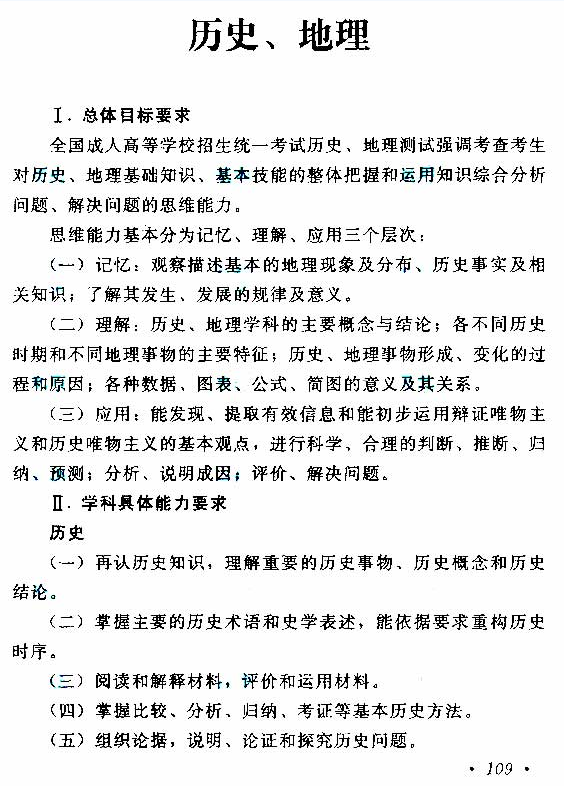 历史、地理
Ⅰ．总体目标要求
全国成人高等学校招生统一考试历史、地理测试强调考查考生
对历史、地理基础知识、基本技能的整体把握和运用知识综合分析
问题、解决问题的思维能力。
思维能力基本分为记忆、理解、应用三个层次：
（一）记忆：观察描述基本的地理现象及分布、历史事实及相
关知识；了解其发生、发展的规律及意义。
（二）理解：历史、地理学科的主要概念与结论；各不同历史
时期和不同地理事物的主要特征；历史、地理事物形成、变化的过
程和原因；各种数据、图表、公式、简图的意义及其关系。
（三）应用：能发现、提取有效信息和能初步运用辩证唯物主
义和历史唯物主义的基本观点，进行科学、合理的判断、推断、归
纳、预测；分析、说明成因；评价、解决问题。
Ⅱ．学科具体能力要求
历史
（一）再认历史知识，理解重要的历史事物、历史概念和历史
结论。
（二）掌握主要的历史术语和史学表述，能依据要求重构历史
时序。
（三）阅读和解释材料，评价和运用材料。
（四）掌握比较、分析、归纳、考证等基本历史方法。
（五）组织论据，说明、论证和探究历史问题。
· 109 ·